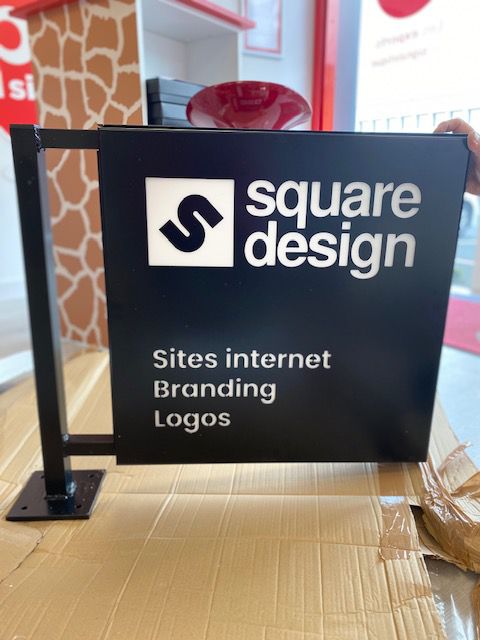 square
design
Sites internet
Branding
Logos